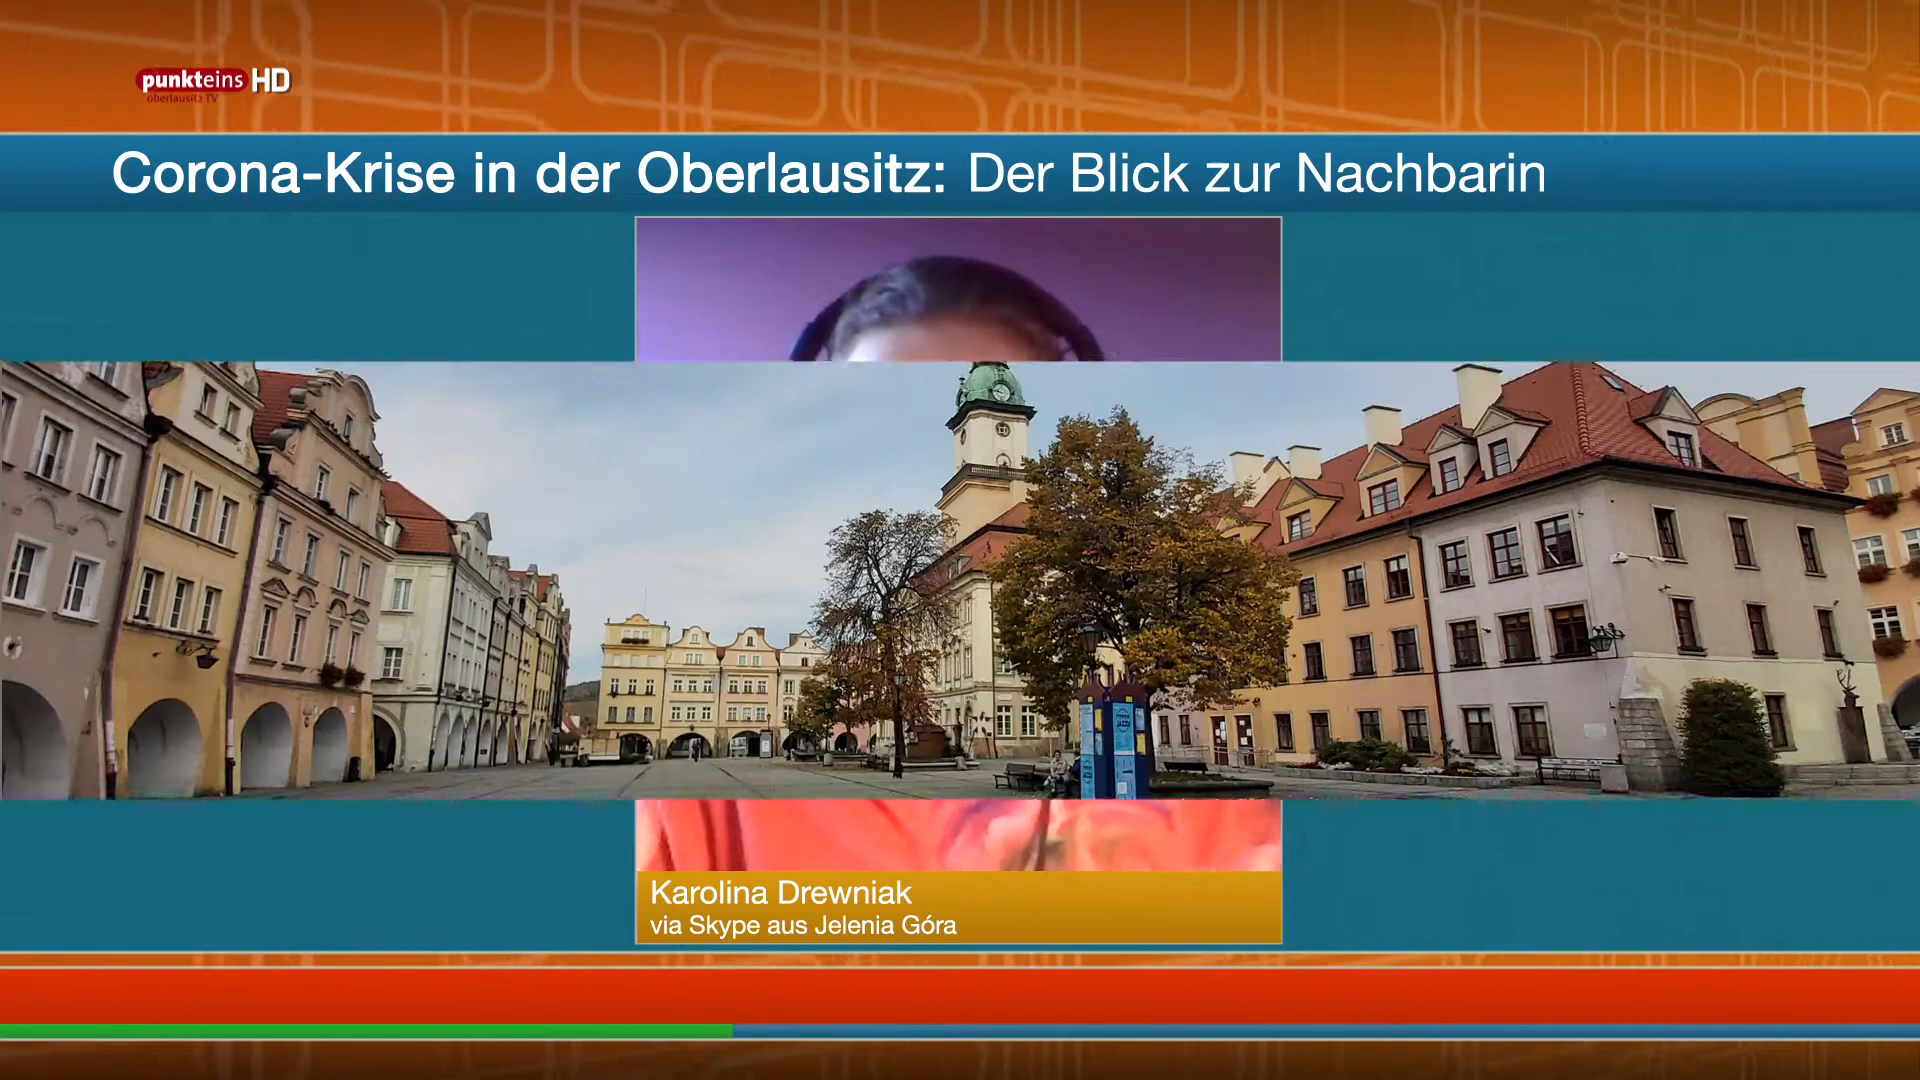 punkteins HD
oberlausitz TV
Corona-Krise in der Oberlausitz: Der Blick zur Nachbarin
Karolina Drewniak
via Skype aus Jelenia Góra